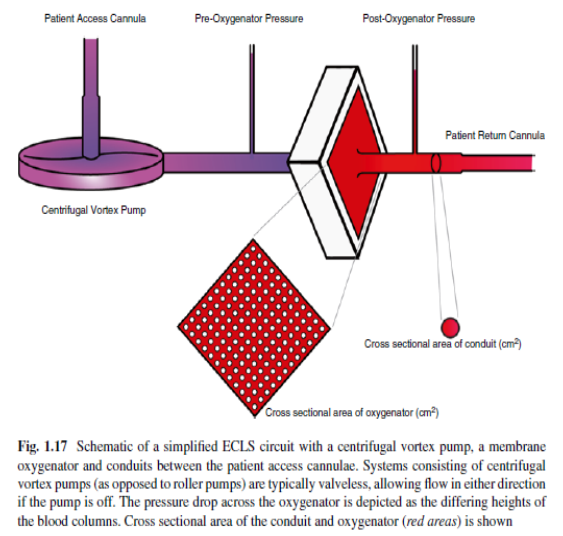 Patient Access Cannula
Pre-Oxygenator Pressure
Post-Oxygenator Pressure
Patient Return Cannula
Centrifugal Vortex Pump
Cross sectional area of conduit (cm²)
Cross sectional area of oxygenator (cm²)
Fig. 1.17 Schematic of a simplified ECLS circuit with a centrifugal vortex pump, a membrane
oxygenator and conduits between the patient access cannulae. Systems consisting of centrifugal
vortex pumps (as opposed to roller pumps) are typically valveless, allowing flow in either direction
if the pump is off. The pressure drop across the oxygenator is depicted as the differing heights of
the blood columns. Cross sectional area of the conduit and oxygenator (red areas) is shown